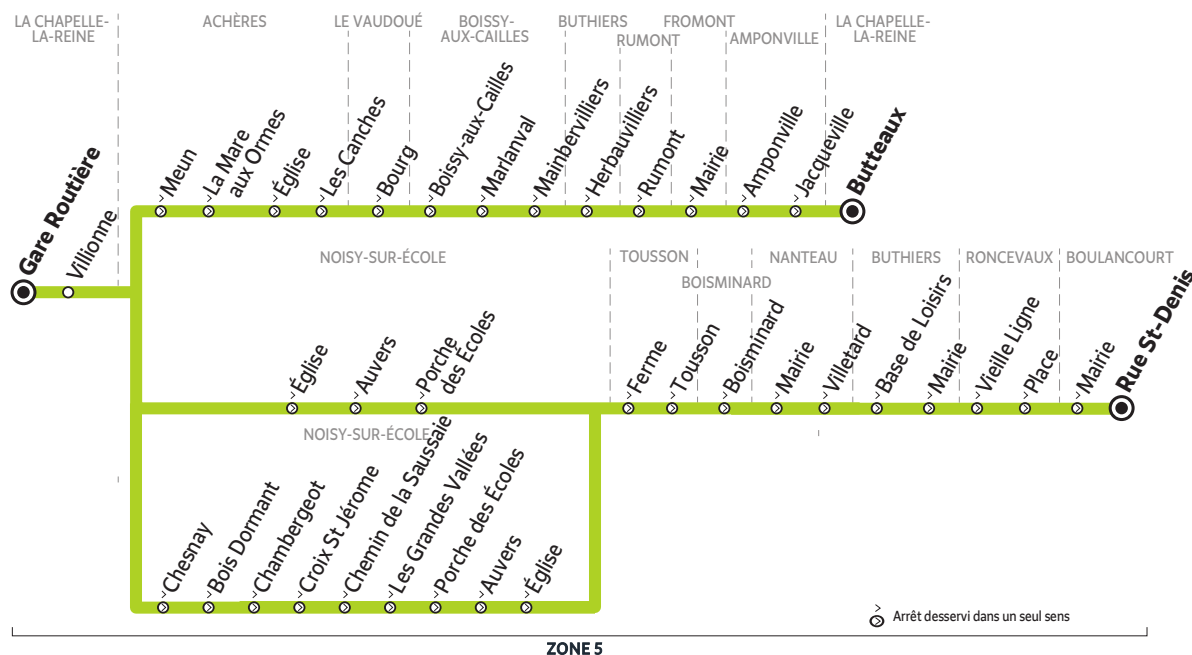 LA CHAPELLE-
LA-REINE
ACHÈRES
LE VAUDOUÉ
BOISSY-
AUX-CAILLES
BUTHIERS
RUMONT
FROMONT
AMPONVILLE
LA CHAPELLE-
LA-REINE
Gare Routière
Villionne
Meun
La Mare
aux Ormes
Église
Les Canches
Bourg
Boissy-aux-Cailles
Marlanval
Mainbervilliers
Herbauvilliers
Rumont
Mairie
Amponville
Jacqueville
Butteaux
NOISY-SUR-ÉCOLE
TOUSSON
BOISMINARD
NANTEAU
BUTHIERS
RONCEVAUX
BOULANCOURT
Église
Auvers
Porche
des Écoles
Ferme
Tousson
Boisminard
Mairie
Villetard
Base de Loisirs
Mairie
Vieille Ligne
Place
Mairie
Rue St-Denis
NOISY-SUR-ÉCOLE
Chesnay
Bois Dormant
Chambergeot
Croix St Jérome
Chemin de la Saussaie
Les Grandes Vallées
Porche des Écoles
Auvers
Église
Arrêt desservi dans un seul sens
ZONE 5